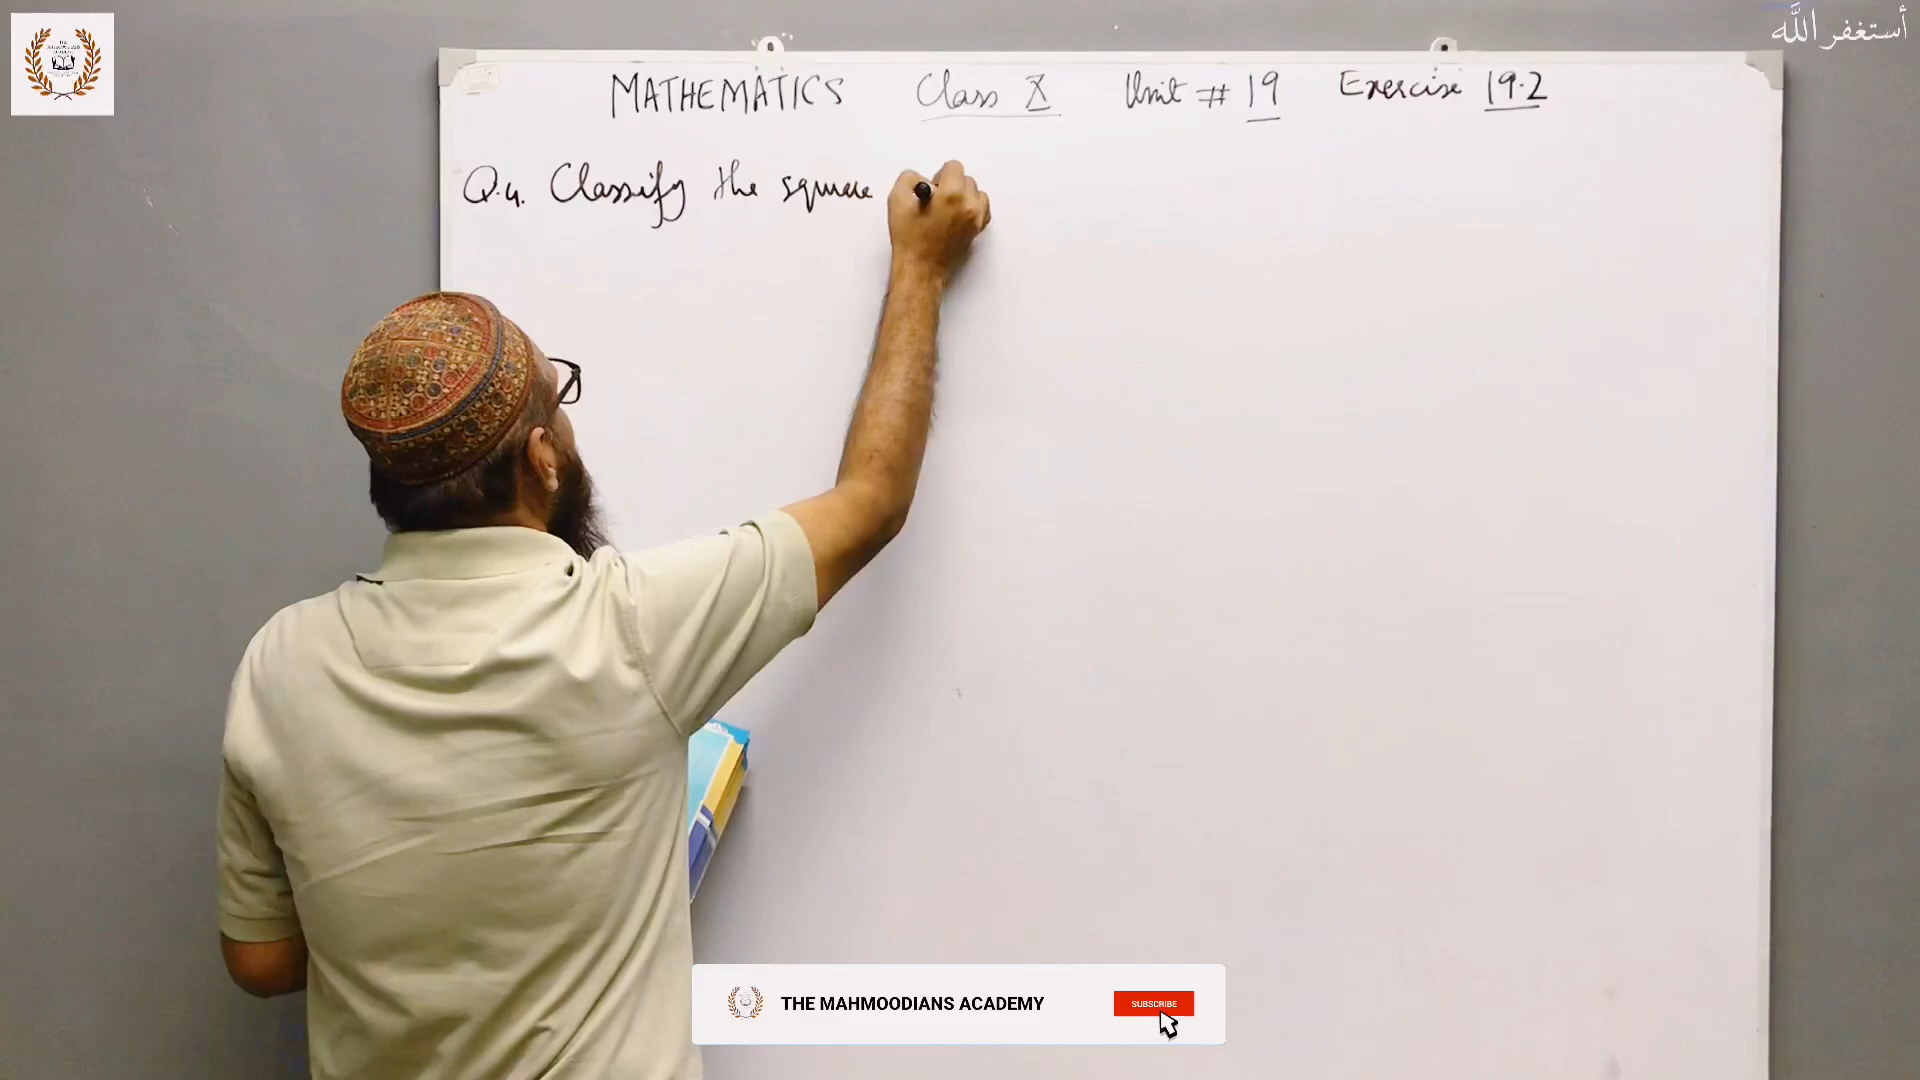 أستغفر الله
MATHEMATICS Class X Unit # 19 Exercise 19.2
Q.4. Classify the square
THE MAHMOODIANS ACADEMY
SUBSCRIBE